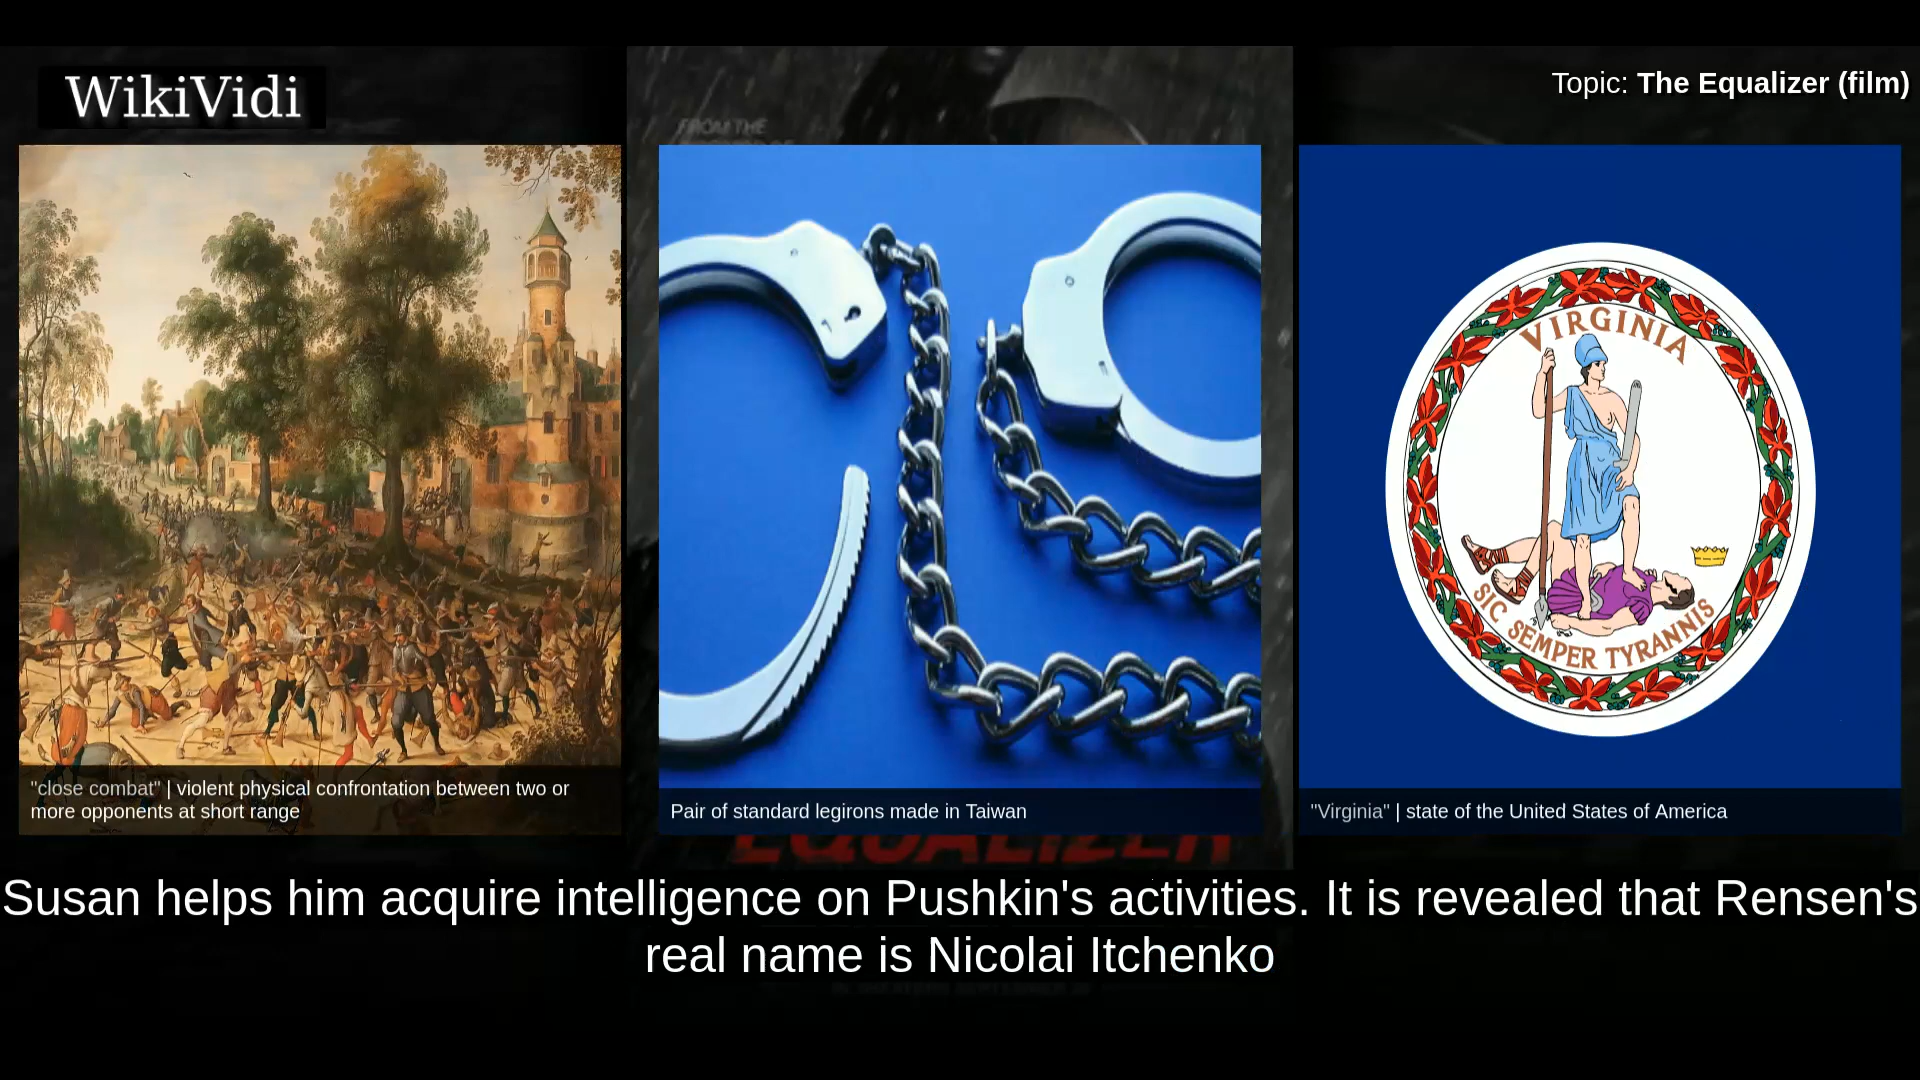 WikiVidi
Topic: The Equalizer (film)
FROM THE
VIRGINIA
SIC SEMPER TYRANNIS
"close combat" | violent physical confrontation between two or
more opponents at short range
Pair of standard legirons made in Taiwan
"Virginia" | state of the United States of America
EQUALIZER
Susan helps him acquire intelligence on Pushkin's activities. It is revealed that Rensen's
real name is Nicolai Itchenko